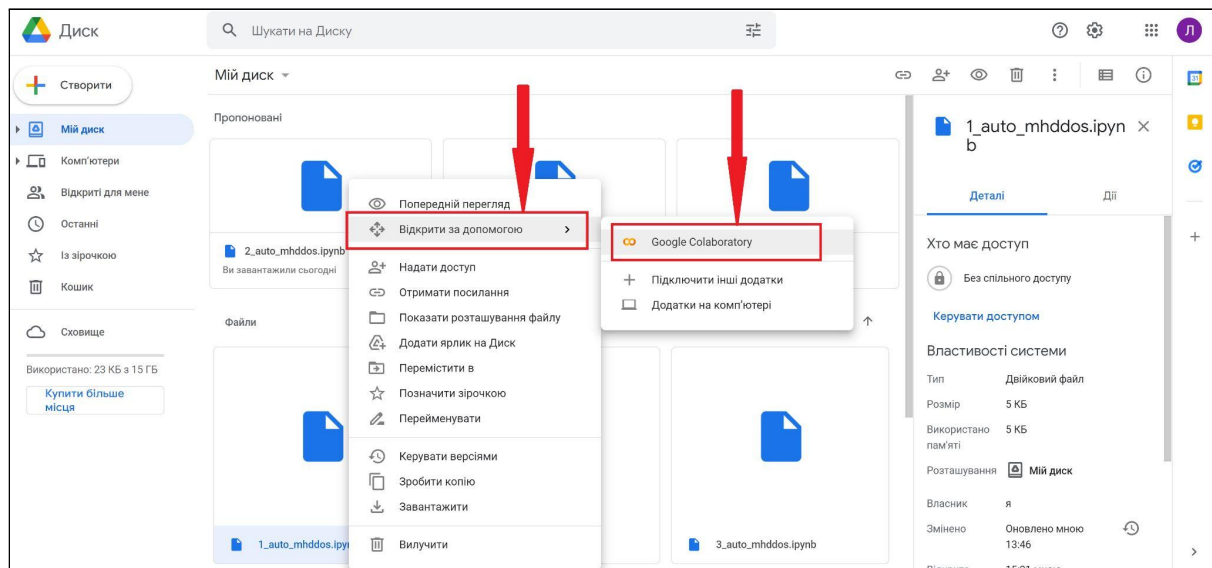 Диск
Шукати на Диску
Л
Створити
Мій диск
Комп'ютери
Відкриті для мене
Останні
Із зірочкою
Кошик
Сховище
Використано: 23 КБ з 15 ГБ
Купити більше
місця
Мій диск
Пропоновані
2_auto_mhddos.ipynb
Ви завантажили сьогодні
Файли
1_auto_mhddos.ipy
3_auto_mhddos.ipynb
Попередній перегляд
Відкрити за допомогою
Надати доступ
Отримати посилання
Показати розташування файлу
Додати ярлик на Диск
Перемістити в
Позначити зірочкою
Перейменувати
Керувати версіями
Зробити копію
Завантажити
Вилучити
Google Colaboratory
Підключити інші додатки
Додатки на комп'ютері
1_auto_mhddos.ipyn
b
Деталі Дії
Хто має доступ
Без спільного доступу
Керувати доступом
Властивості системи
Тип Двійковий файл
Розмір 5 КБ
Використано 5 КБ
пам'яті
Розташування Мій диск
Власник я
Змінено Оновлено мною
13:46
31